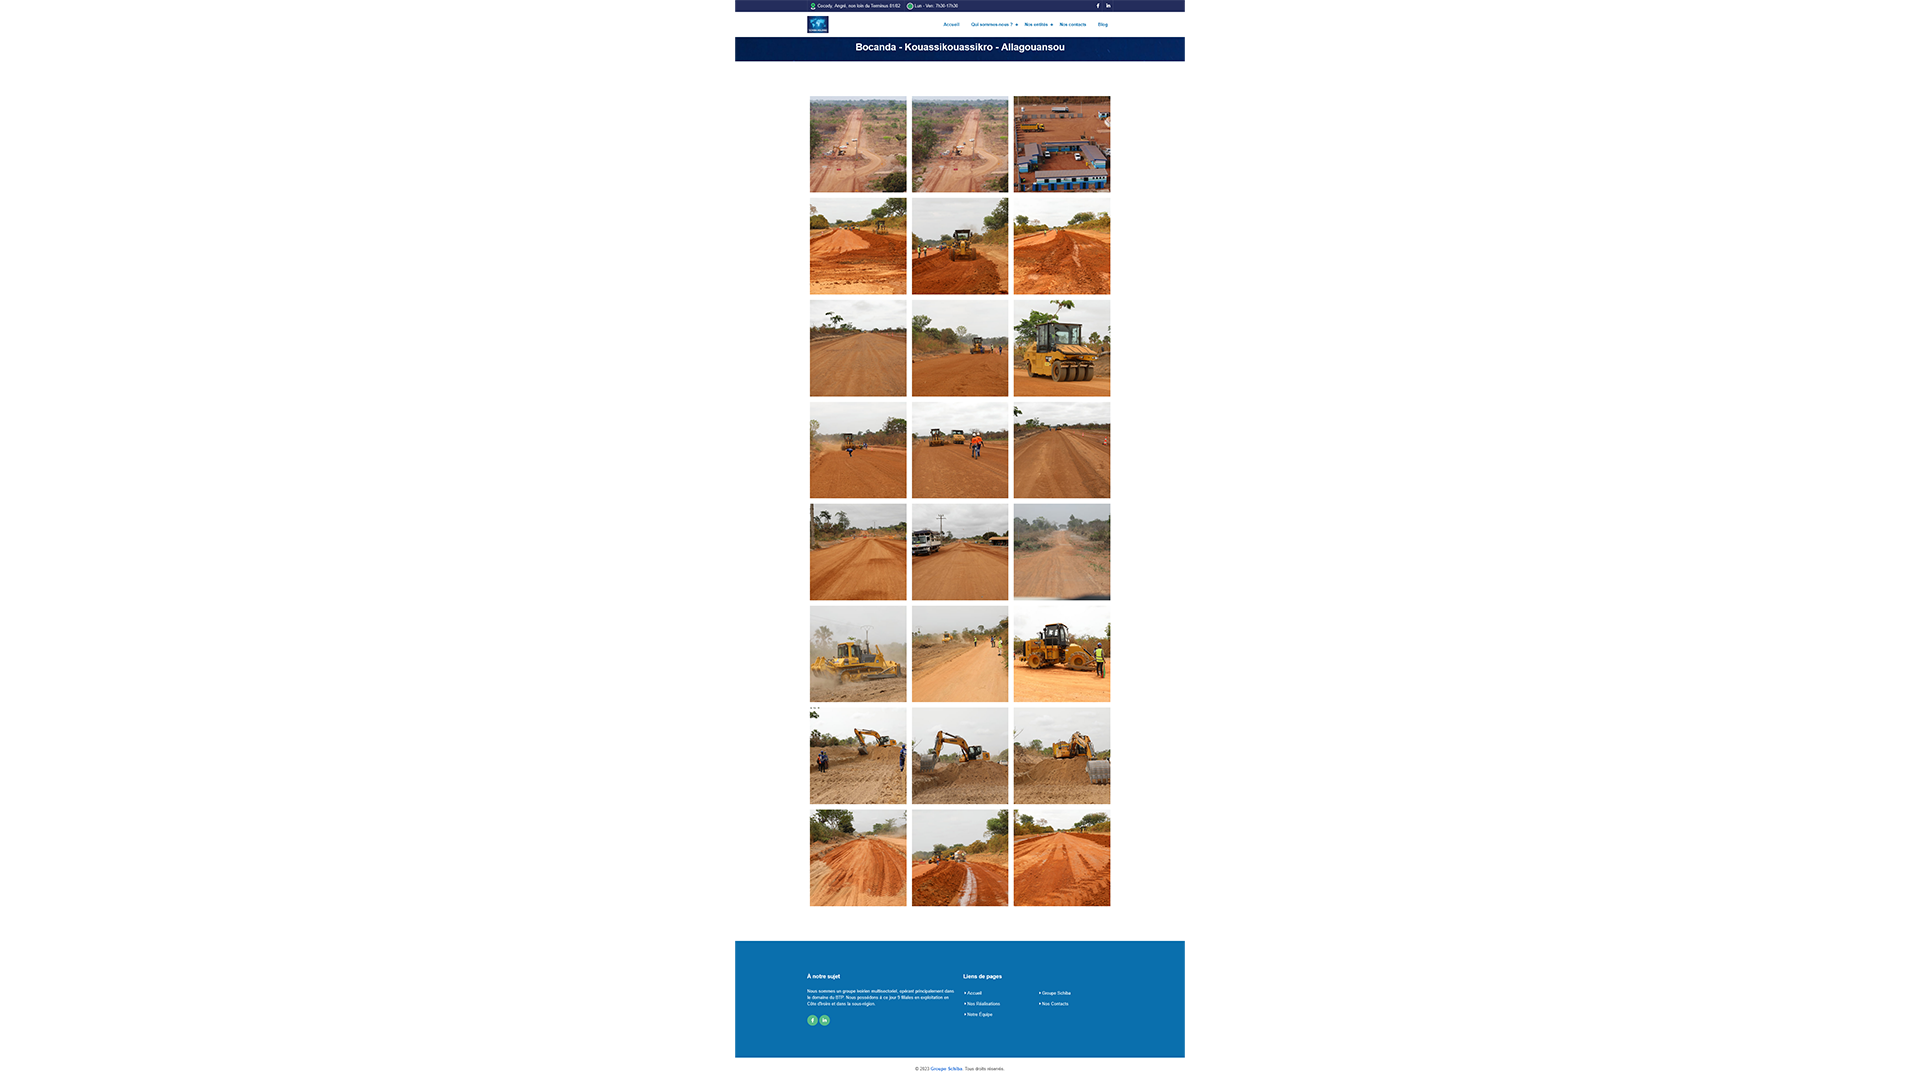 Cocody, Angré, non loin du Terminus 81/82
Lun - Ven: 7h30-17h30
Accueil
Qui sommes-nous ?
Nos entités
Nos contacts
Blog
Bocanda - Kouassikouassikro - Allagouansou
À notre sujet
Nous sommes un groupe ivoirien multisectoriel, opérant principalement dans
le domaine du BTP. Nous possédons à ce jour 5 filiales en exploitation en
Côte d'Ivoire et dans la sous-région.
Liens de pages
Accueil
Nos Réalisations
Notre Équipe
Groupe Schiba
Nos Contacts
© 2023 Groupe Schiba. Tous droits réservés.